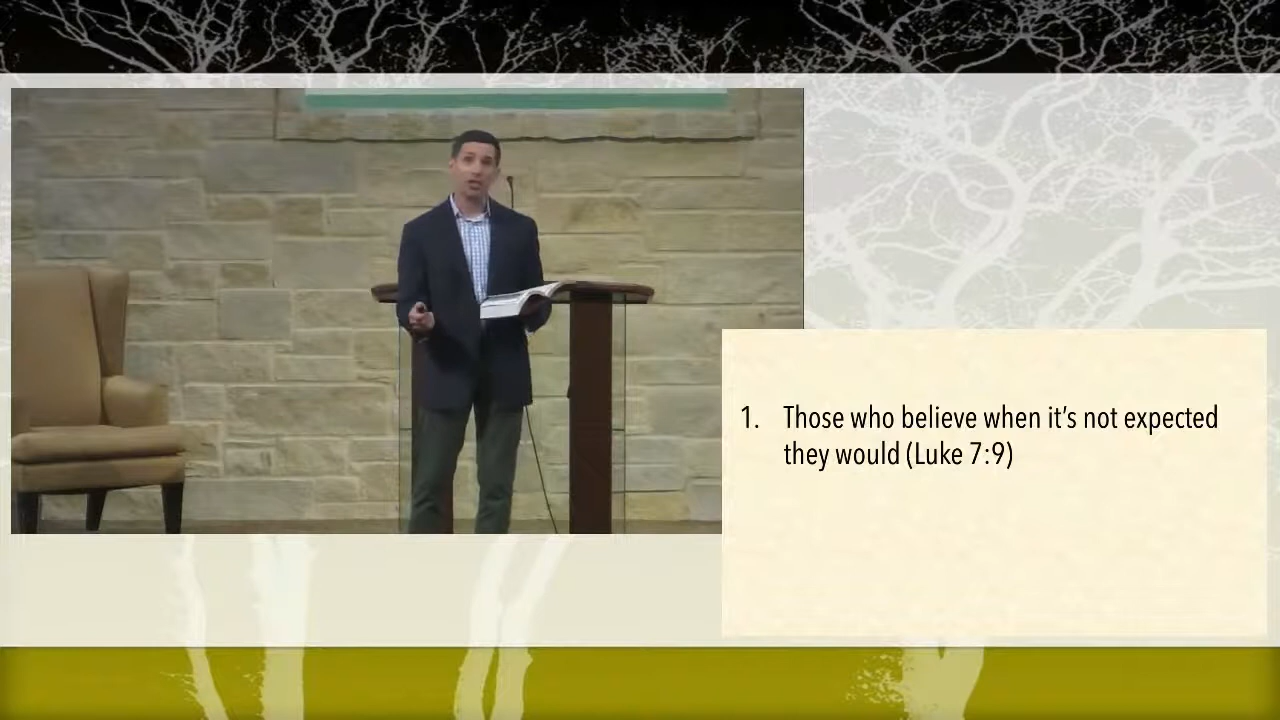 1. Those who believe when it’s not expected
they would (Luke 7:9)